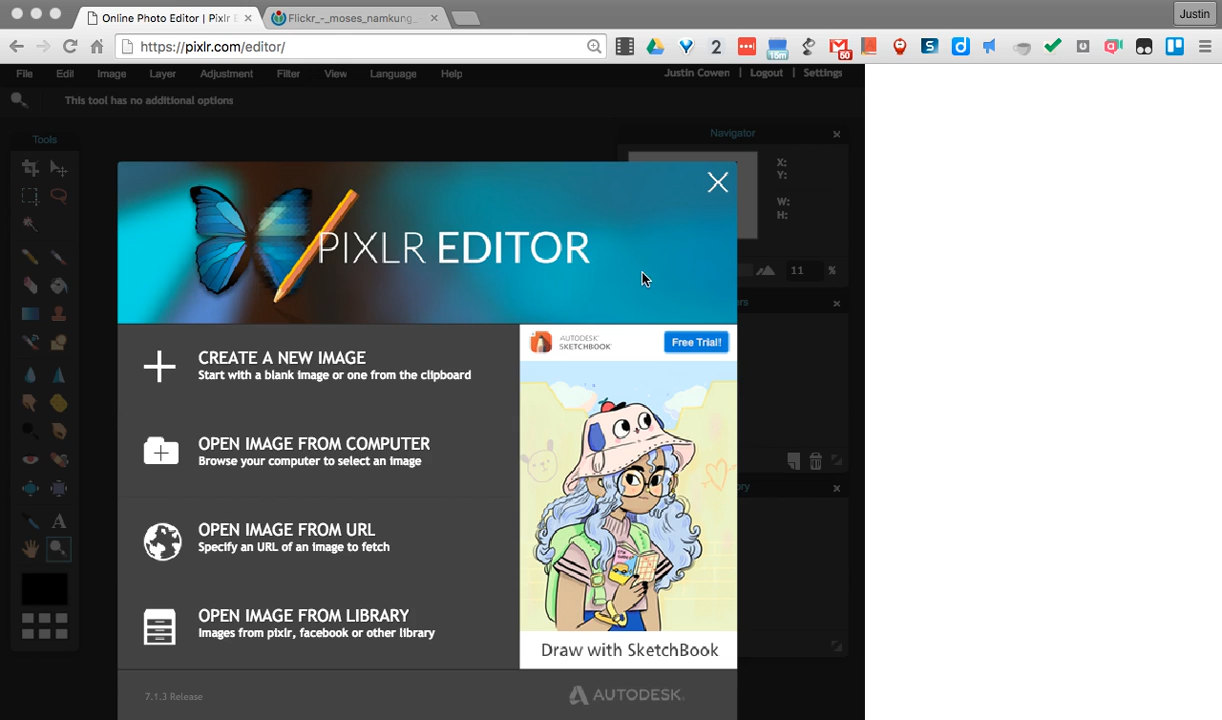 Online Photo Editor | Pixlr E
Flickr_-_moses_namkung_
Justin
https://pixlr.com/editor/
2
15m
50
S
d
File Edit Image Layer Adjustment Filter View Language Help
Justin Cowen | Logout | Settings
This tool has no additional options
Tools
Navigator
X:
Y:
W:
H:
11 %
PIXLR EDITOR
CREATE A NEW IMAGE
Start with a blank image or one from the clipboard
OPEN IMAGE FROM COMPUTER
Browse your computer to select an image
OPEN IMAGE FROM URL
Specify an URL of an image to fetch
OPEN IMAGE FROM LIBRARY
Images from pixlr, facebook or other library
AUTODESK
SKETCHBOOK
Free Trial!
Draw with SketchBook
A
7.1.3 Release
AUTODESK.